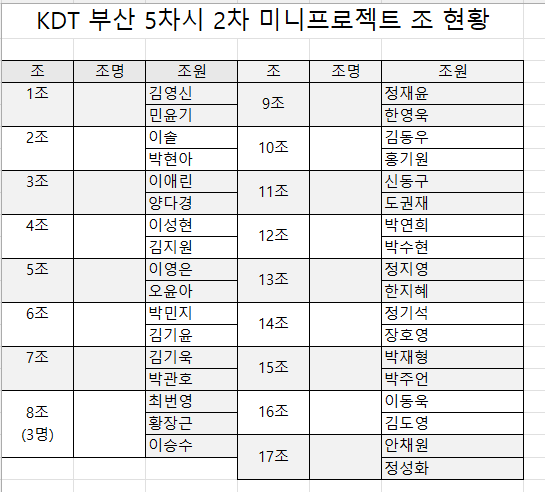 KDT 부산 5차시 2차 미니프로젝트 조 현황
조 조명 조원 조 조명 조원
1조 김영신 9조 정재윤
민윤기 한영욱
2조 이솔 10조 김동우
박현아 홍기원
3조 이애린 11조 신동구
양다경 도권재
4조 이성현 12조 박연희
김지원 박수현
5조 이영은 13조 정지영
오윤아 한지혜
6조 박민지 14조 정기석
김기윤 장호영
7조 김기욱 15조 박재형
박관호 박주언
8조 최번영 16조 이동욱
(3명) 황장근 김도영
이승수 17조 안채원
정성화